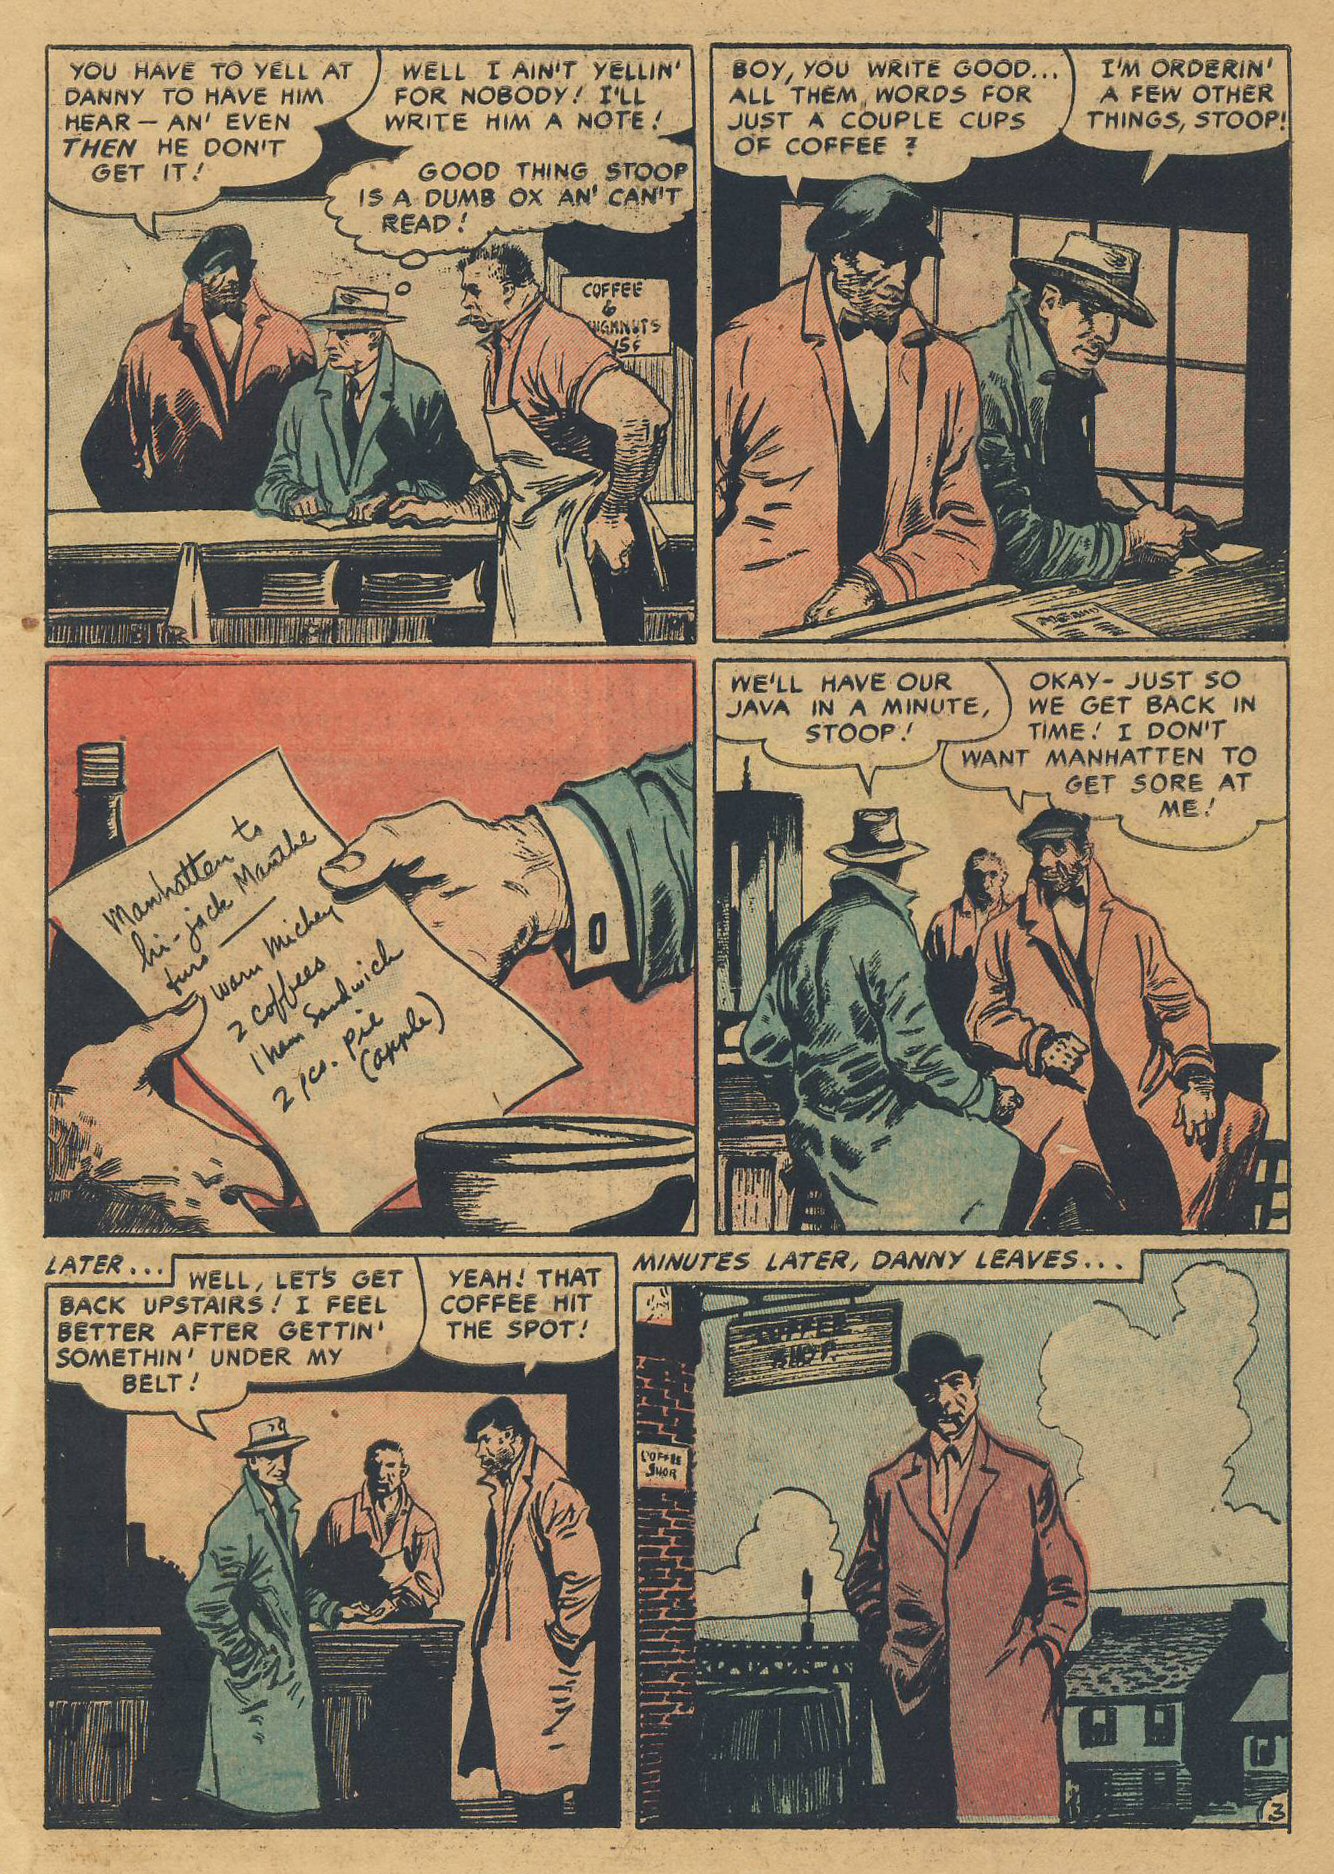 YOU HAVE TO YELL AT
DANNY TO HAVE HIM
HEAR — AN' EVEN
THEN HE DON'T
GET IT!
WELL I AIN'T YELLIN'
FOR NOBODY! I'LL
WRITE HIM A NOTE!
GOOD THING STOOP
IS A DUMB OX AN' CAN'T
READ!
COFFEE
&
15¢
BOY, YOU WRITE GOOD...
ALL THEM WORDS FOR
JUST A COUPLE CUPS
OF COFFEE?
I'M ORDERIN'
A FEW OTHER
THINGS, STOOP!
MENU
Manhatten to
hi-jack Manthe
furs
warn Mickey
2 coffees
1 ham sandwich
2 pcs. pie
(apple)
WE'LL HAVE OUR
JAVA IN A MINUTE,
STOOP!
OKAY- JUST SO
WE GET BACK IN
TIME! I DON'T
WANT MANHATTEN TO
GET SORE AT
ME!
LATER...
WELL, LET'S GET
BACK UPSTAIRS! I FEEL
BETTER AFTER GETTIN'
SOMETHIN' UNDER MY
BELT!
YEAH! THAT
COFFEE HIT
THE SPOT!
MINUTES LATER, DANNY LEAVES...
COFFEE
SHOP
COFFEE
SHOP
3